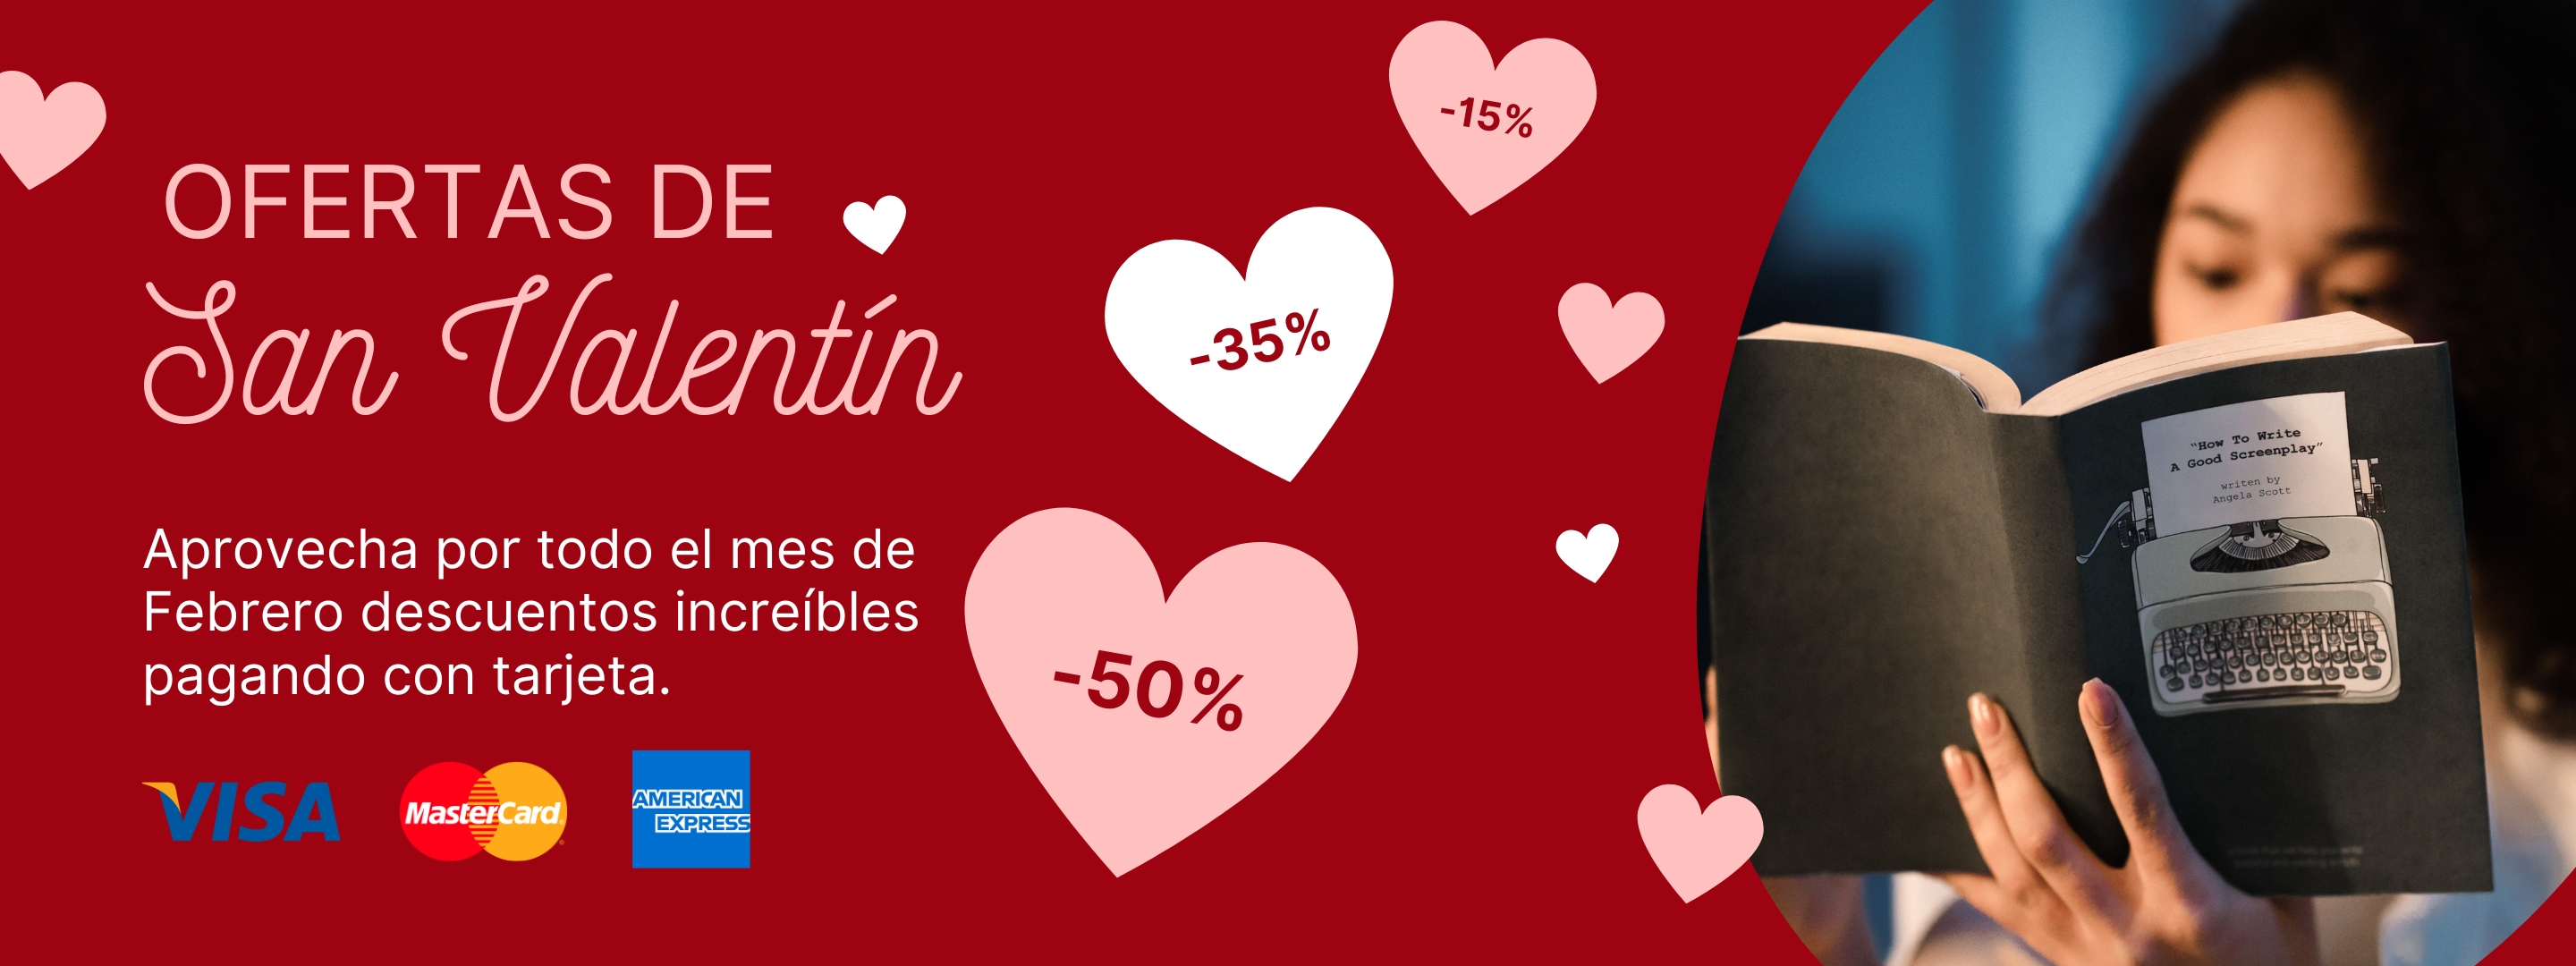 OFERTAS DE
San Valentín
Aprovecha por todo el mes de
Febrero descuentos increíbles
pagando con tarjeta.
VISA
MasterCard
AMERICAN
EXPRESS
-15%
-35%
-50%
"How To Write
A Good Screenplay"
writen by
Angela Scott